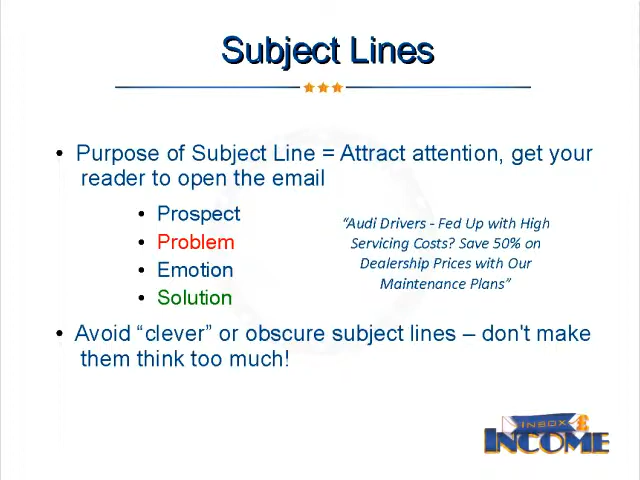 Subject Lines
• Purpose of Subject Line = Attract attention, get your
reader to open the email
• Prospect
• Problem
• Emotion
• Solution
“Audi Drivers - Fed Up with High
Servicing Costs? Save 50% on
Dealership Prices with Our
Maintenance Plans”
• Avoid “clever” or obscure subject lines – don't make
them think too much!
INBOX £
INCOME